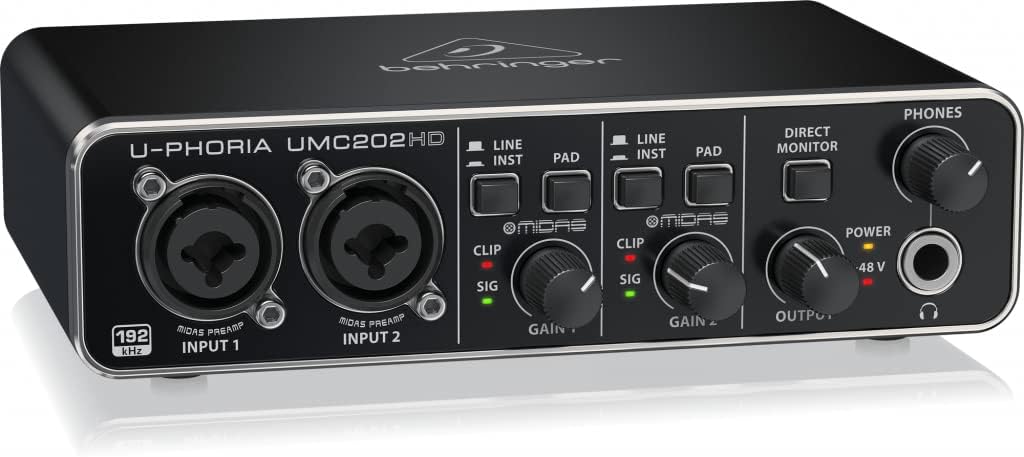 behringer
U-PHORIA UMC202HD
192
kHz
MIDAS PREAMP
INPUT 1
MIDAS PREAMP
INPUT 2
LINE
INST
PAD
MIDAS
CLIP
SIG
GAIN 1
LINE
INST
PAD
MIDAS
CLIP
SIG
GAIN 2
DIRECT
MONITOR
OUTPUT
PHONES
POWER
48 V